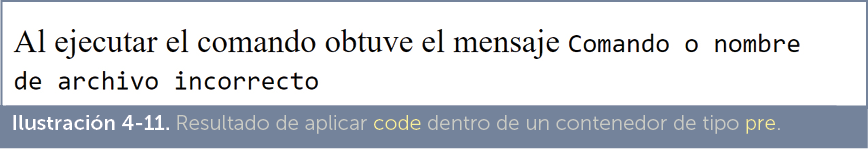 Al ejecutar el comando obtuve el mensaje Comando o nombre
de archivo incorrecto
Ilustración 4-11. Resultado de aplicar code dentro de un contenedor de tipo pre.